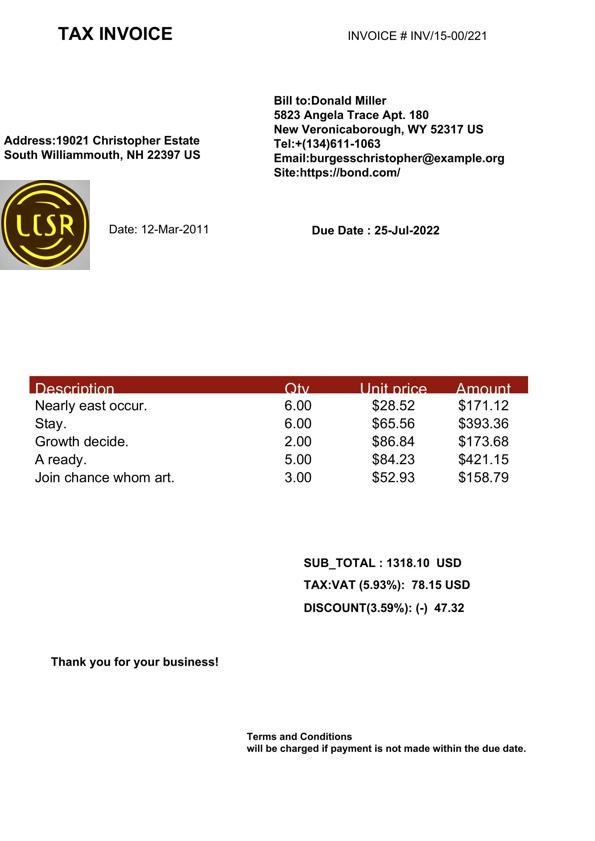 TAX INVOICE
INVOICE # INV/15-00/221
Bill to:Donald Miller
5823 Angela Trace Apt. 180
New Veronicaborough, WY 52317 US
Tel:+(134)611-1063
Email:burgesschristopher@example.org
Site:https://bond.com/
Address:19021 Christopher Estate
South Williammouth, NH 22397 US
LCSR
Date: 12-Mar-2011
Due Date : 25-Jul-2022
Description Qty Unit price Amount
Nearly east occur. 6.00 $28.52 $171.12
Stay. 6.00 $65.56 $393.36
Growth decide. 2.00 $86.84 $173.68
A ready. 5.00 $84.23 $421.15
Join chance whom art. 3.00 $52.93 $158.79
SUB_TOTAL : 1318.10 USD
TAX:VAT (5.93%): 78.15 USD
DISCOUNT(3.59%): (-) 47.32
Thank you for your business!
Terms and Conditions
will be charged if payment is not made within the due date.